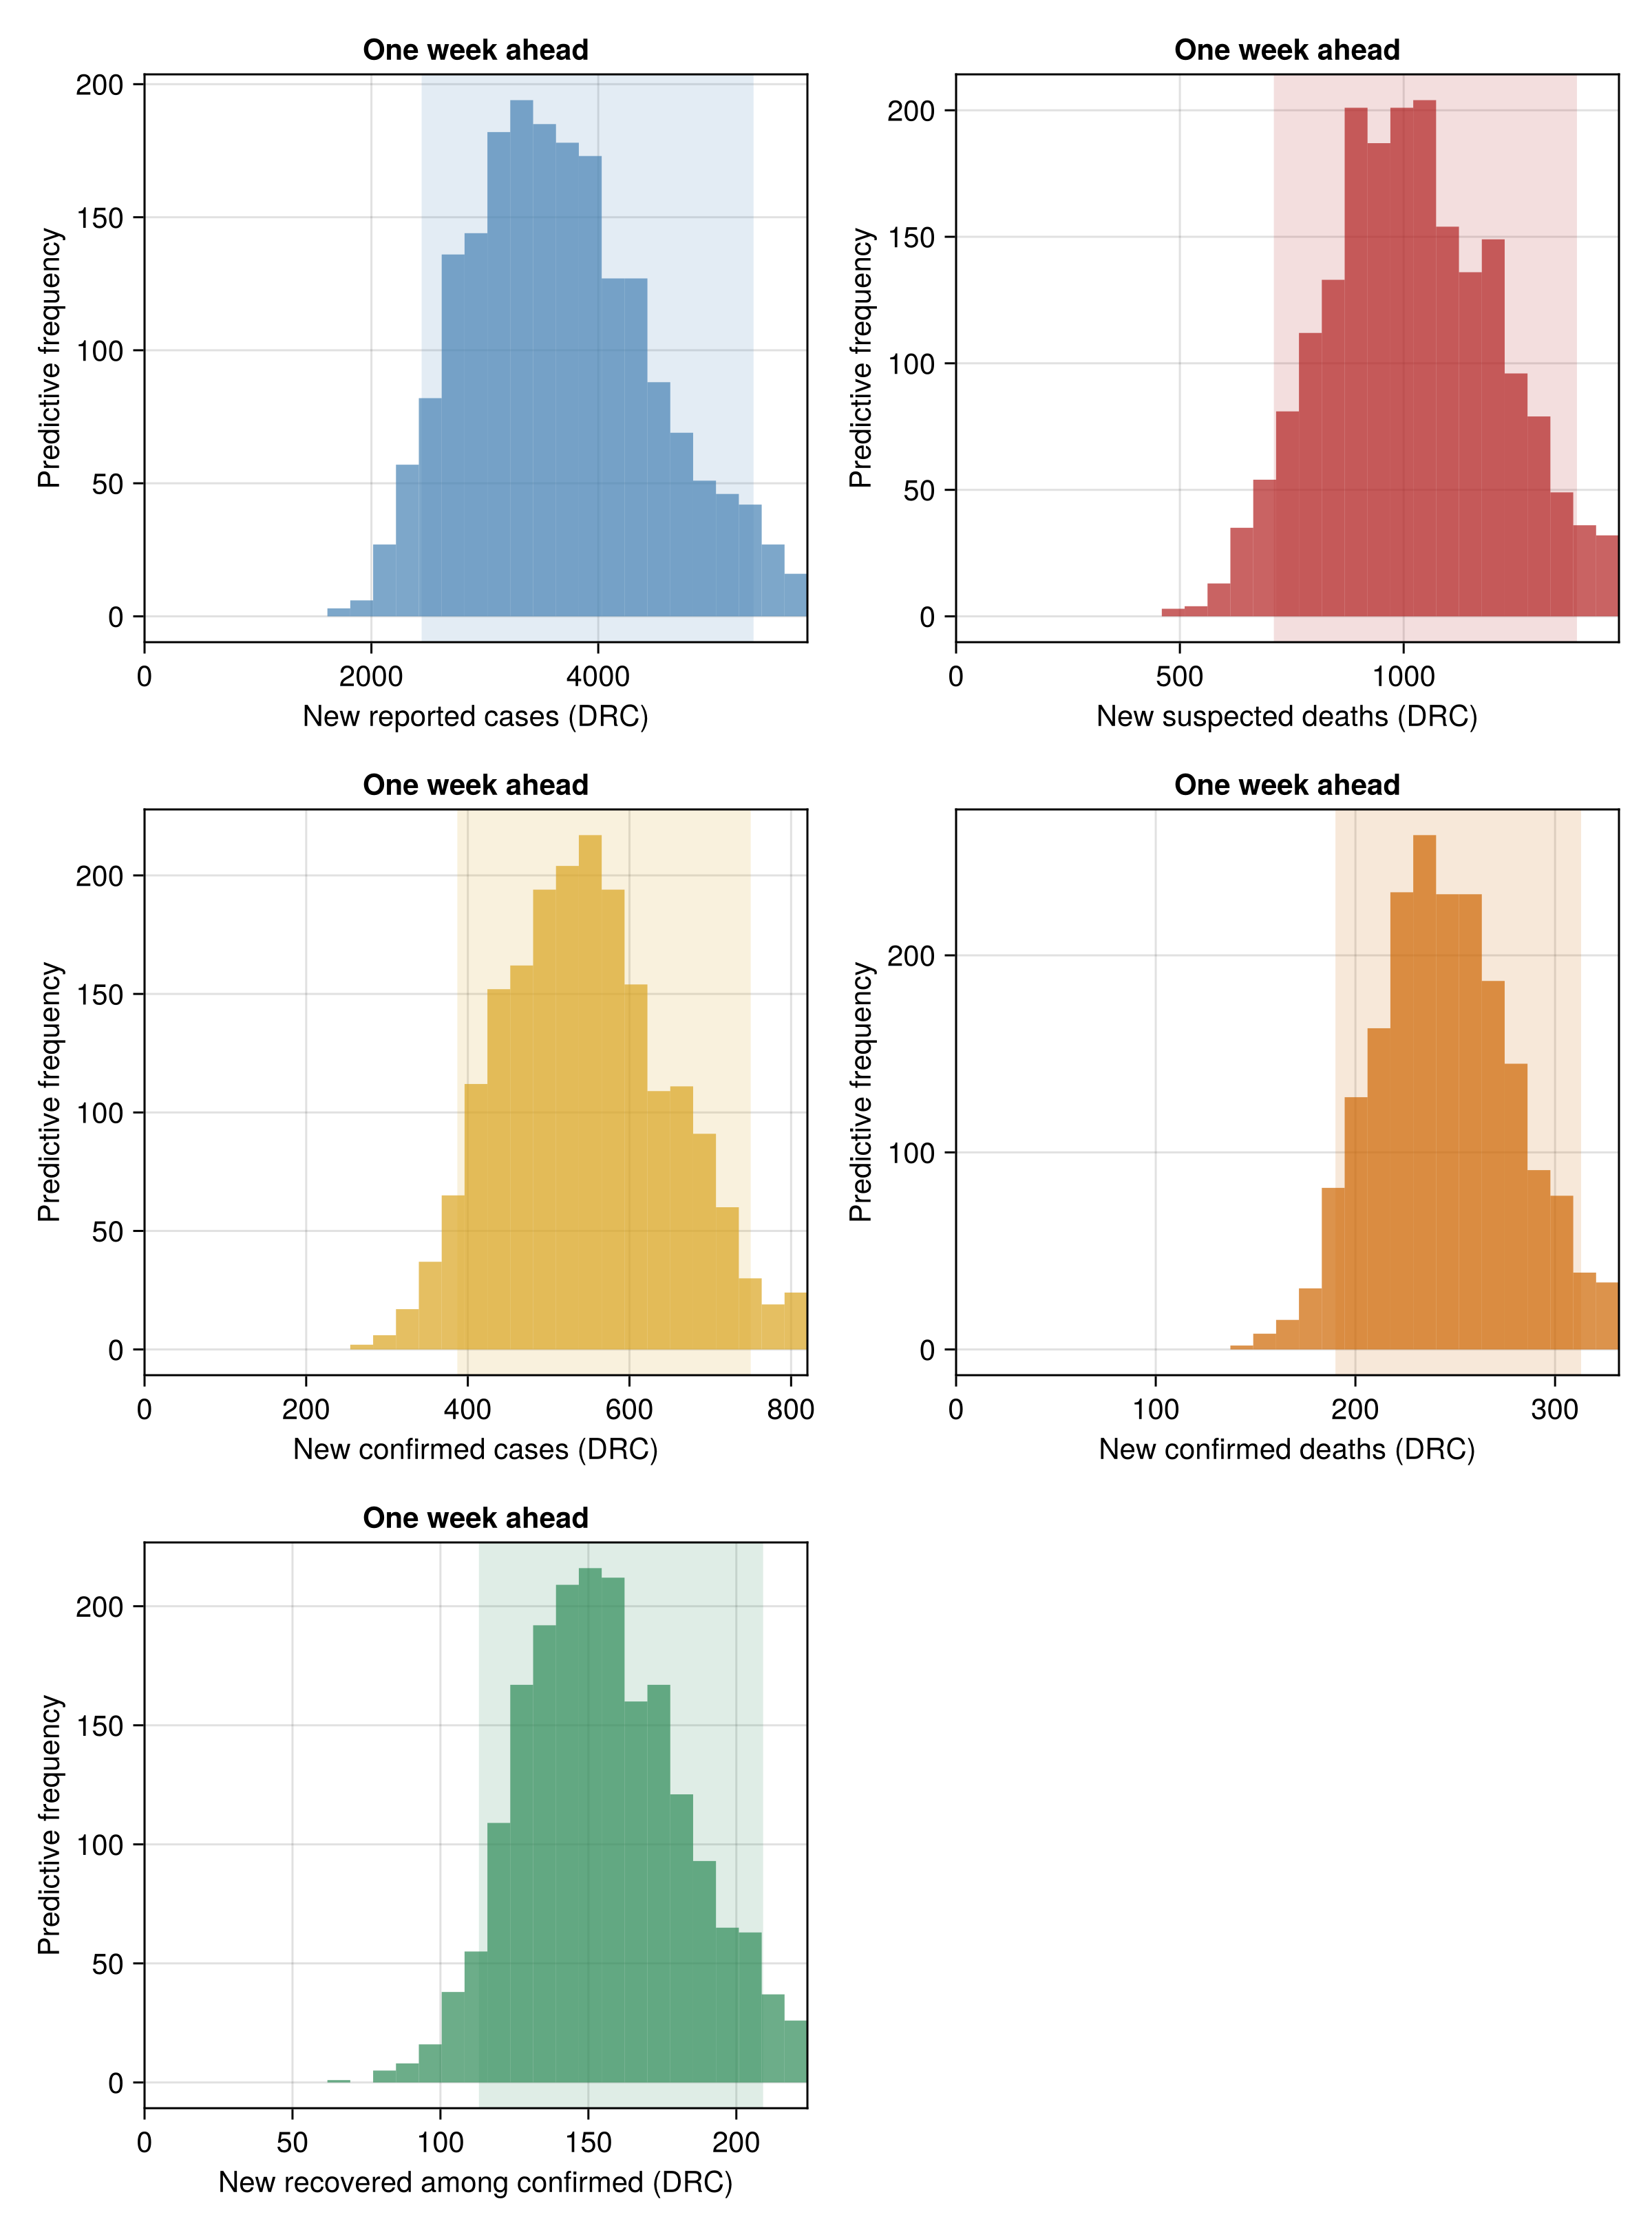 One week ahead
200
150
100
50
0
Predictive frequency
0 2000 4000
New reported cases (DRC)
One week ahead
200
150
100
50
0
Predictive frequency
0 500 1000
New suspected deaths (DRC)
One week ahead
200
150
100
50
0
Predictive frequency
0 200 400 600 800
New confirmed cases (DRC)
One week ahead
200
100
0
Predictive frequency
0 100 200 300
New confirmed deaths (DRC)
One week ahead
200
150
100
50
0
Predictive frequency
0 50 100 150 200
New recovered among confirmed (DRC)